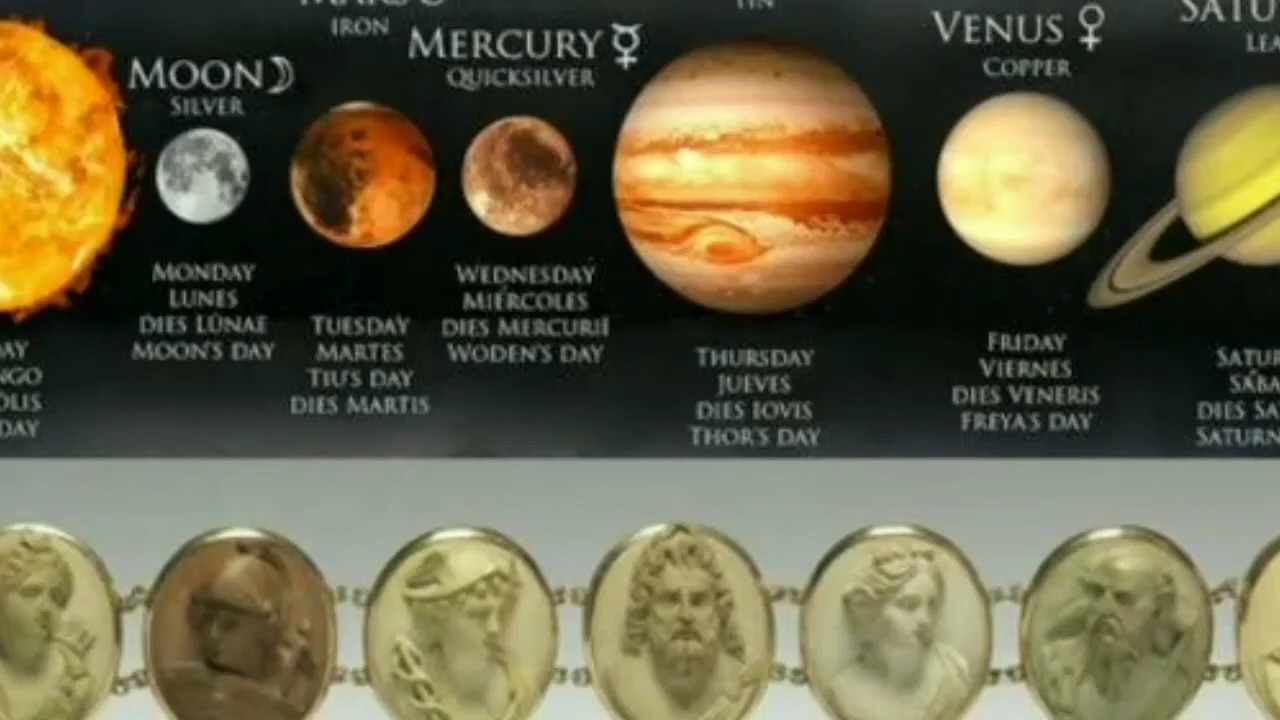 IRON
MOON☽
SILVER
MONDAY
LUNES
DIES LÚNAE
MOON'S DAY
TUESDAY
MARTES
TIU'S DAY
DIES MARTIS
MERCURY☿
QUICKSILVER
WEDNESDAY
MIÉRCOLES
DIES MERCURII
WODEN'S DAY
THURSDAY
JUEVES
DIES IOVIS
THOR'S DAY
VENUS ♀
COPPER
FRIDAY
VIERNES
DIES VENERIS
FREYA'S DAY